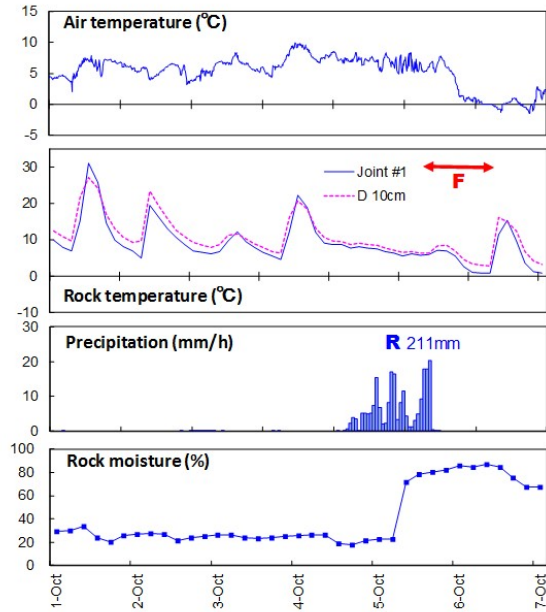 Air temperature (°C)
15
10
5
0
-5
30
20
10
0
-10
Joint #1
D 10cm
F
Rock temperature (°C)
30
20
10
0
Precipitation (mm/h)
R 211mm
100
80
60
40
20
0
Rock moisture (%)
1-Oct
2-Oct
3-Oct
4-Oct
5-Oct
6-Oct
7-Oct